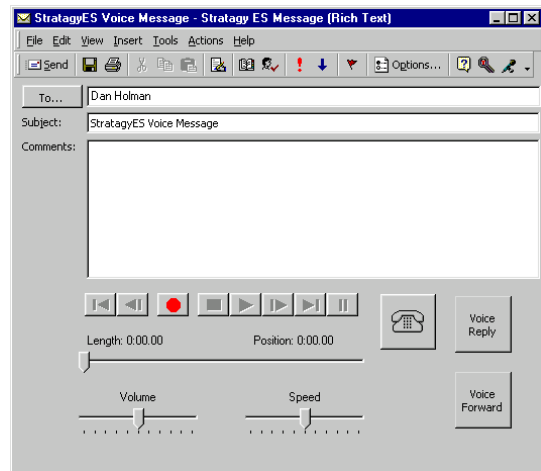 StratagyES Voice Message - Stratagy ES Message (Rich Text)
File Edit View Insert Tools Actions Help
Send Options...
To... Dan Holman
Subject: StratagyES Voice Message
Comments:
Length: 0:00.00 Position: 0:00.00
Voice
Reply
Volume Speed
Voice
Forward